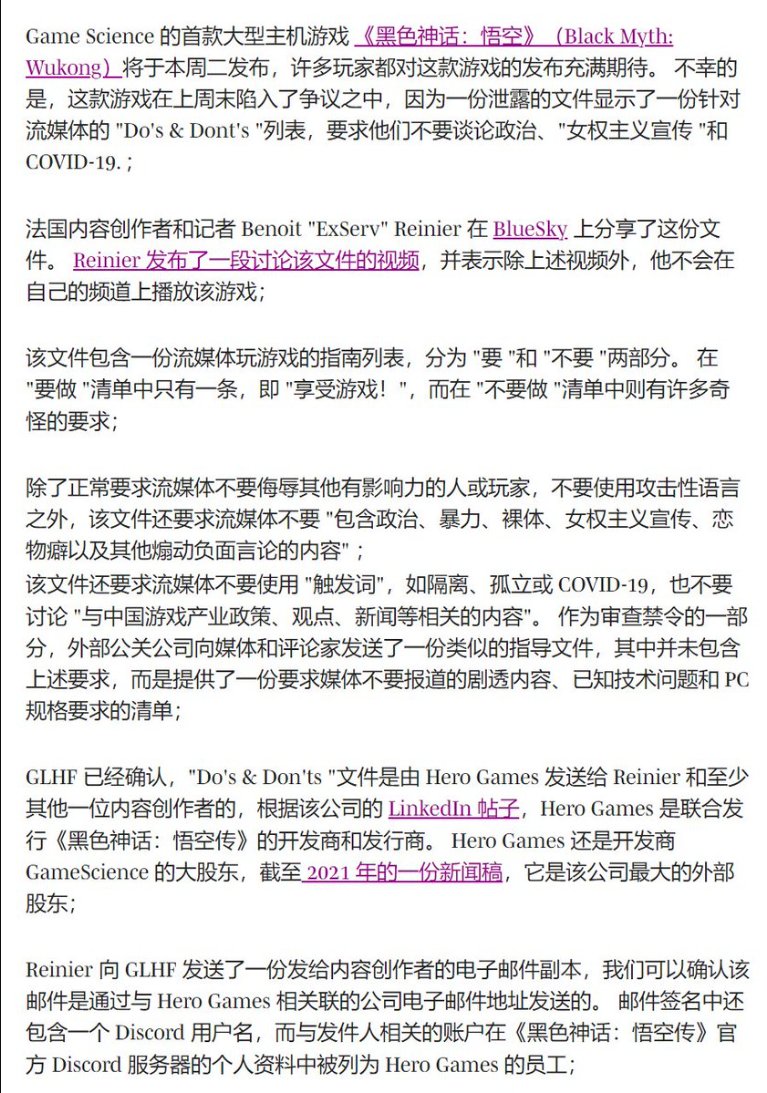 Game Science 的首款大型主机游戏 《黑色神话：悟空》（Black Myth:
Wukong）将于本周二发布，许多玩家都对这款游戏的发布充满期待。 不幸的
是，这款游戏在上周末陷入了争议之中，因为一份泄露的文件显示了一份针对
流媒体的 "Do's & Dont's "列表，要求他们不要谈论政治、"女权主义宣传 "和
COVID-19.；
法国内容创作者和记者 Benoit "ExServ" Reinier 在 BlueSky 上分享了这份文
件。 Reinier 发布了一段讨论该文件的视频，并表示除上述视频外，他不会在
自己的频道上播放该游戏；
该文件包含一份流媒体玩游戏的指南列表，分为 "要 "和 "不要 "两部分。 在
"要做 "清单中只有一条，即 "享受游戏！"，而在 "不要做 "清单中则有许多奇
怪的要求；
除了正常要求流媒体不要侮辱其他有影响力的人或玩家，不要使用攻击性语言
之外，该文件还要求流媒体不要 "包含政治、暴力、裸体、女权主义宣传、恋
物癖以及其他煽动负面言论的内容"；
该文件还要求流媒体不要使用 "触发词"，如隔离、孤立或 COVID-19，也不要
讨论 "与中国游戏产业政策、观点、新闻等相关的内容"。 作为审查禁令的一部
分，外部公关公司向媒体和评论家发送了一份类似的指导文件，其中并未包含
上述要求，而是提供了一份要求媒体不要报道的剧透内容、已知技术问题和 PC
规格要求的清单；
GLHF 已经确认，"Do's & Don'ts "文件是由 Hero Games 发送给 Reinier 和至少
其他一位内容创作者的，根据该公司的 LinkedIn 帖子，Hero Games 是联合发
行《黑色神话：悟空传》的开发商和发行商。 Hero Games 还是开发商
GameScience 的大股东，截至 2021 年的一份新闻稿，它是该公司最大的外部
股东；
Reinier 向 GLHF 发送了一份发给内容创作者的电子邮件副本，我们可以确认该
邮件是通过与 Hero Games 相关联的公司电子邮件地址发送的。 邮件签名中还
包含一个 Discord 用户名，而与发件人相关的账户在《黑色神话：悟空传》官
方 Discord 服务器的个人资料中被列为 Hero Games 的员工；